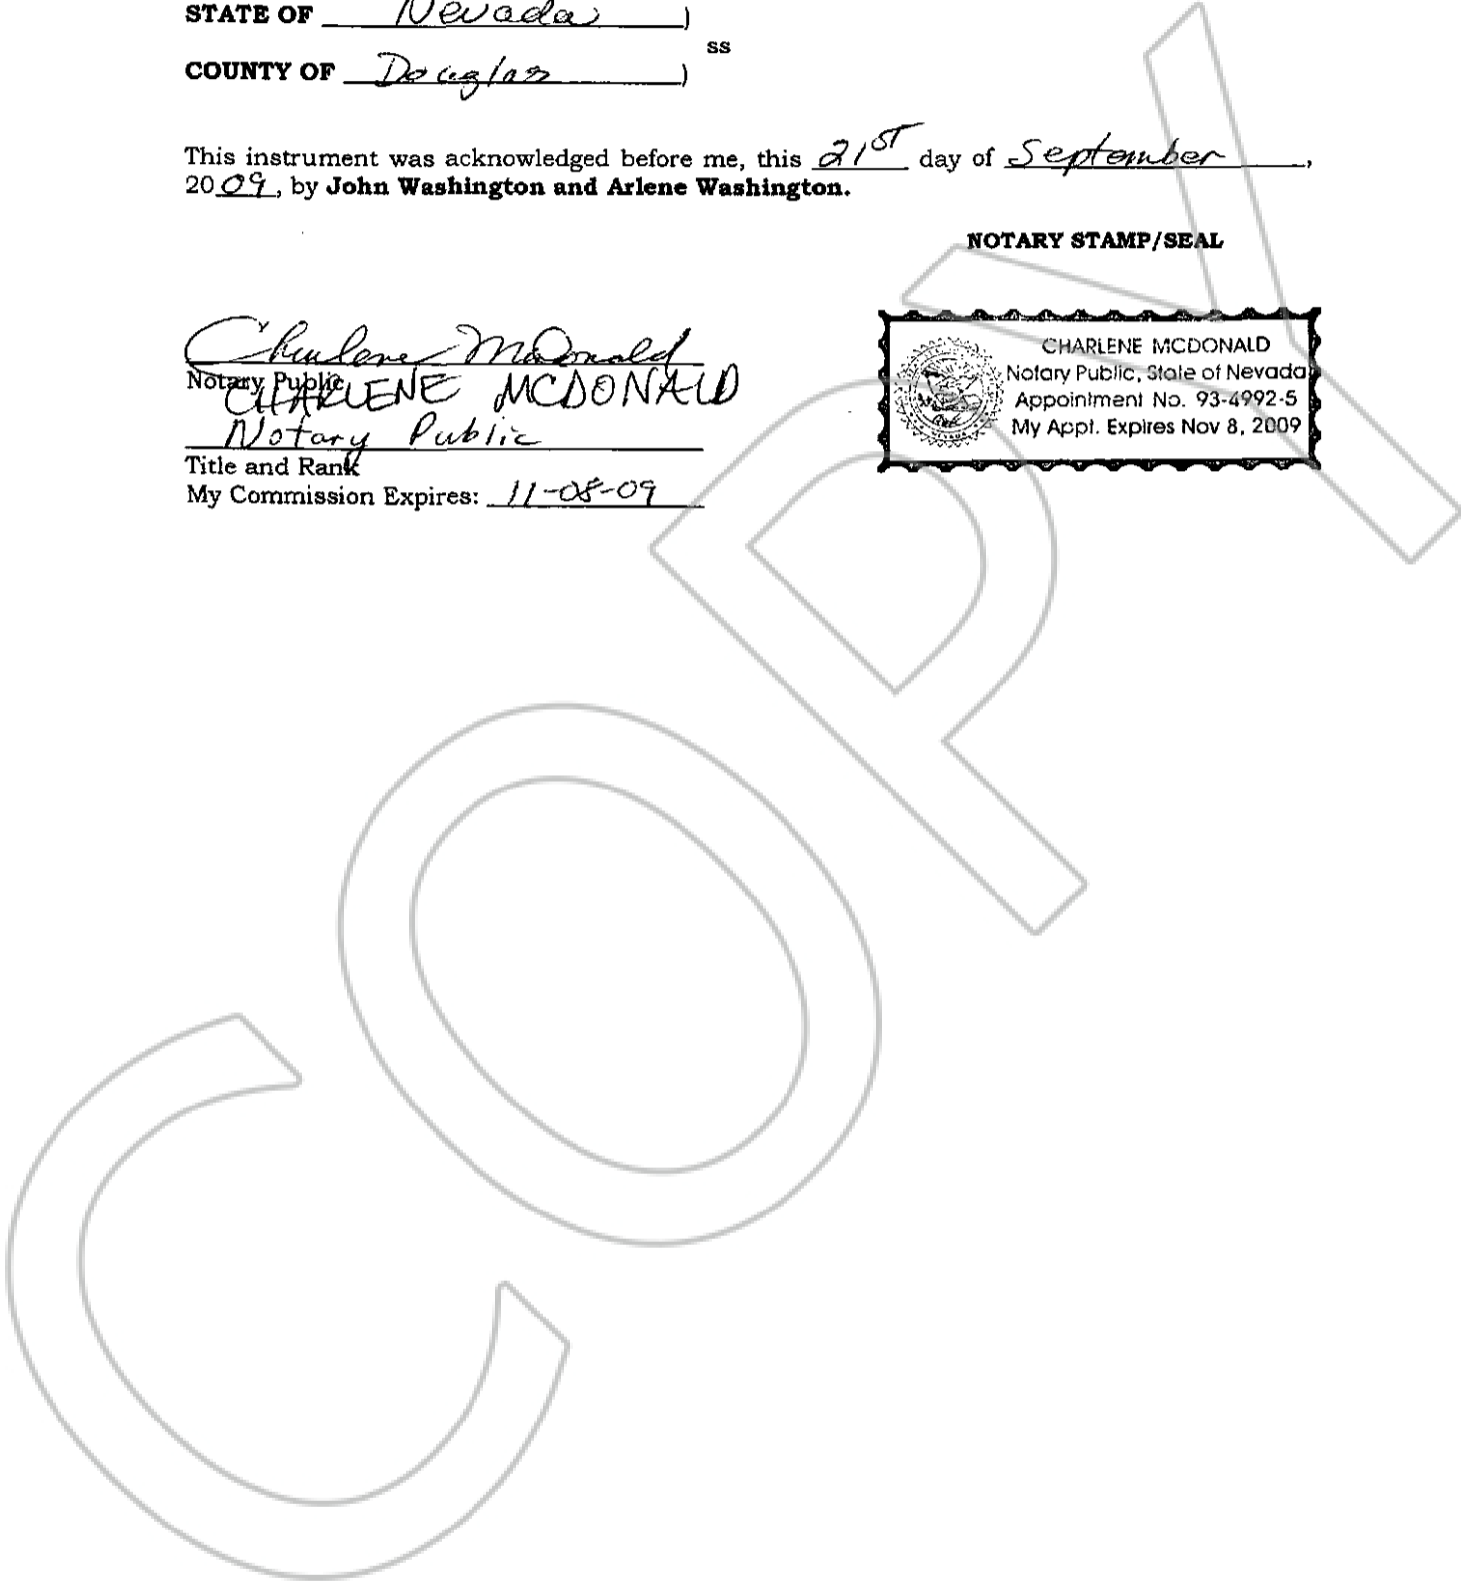 STATE OF Nevada )
ss
COUNTY OF Douglas )
This instrument was acknowledged before me, this 21ST day of September,
2009, by John Washington and Arlene Washington.
NOTARY STAMP/SEAL
Charlene McDonald
Notary Public
CHARLENE MCDONALD
Notary Public
Title and Rank
My Commission Expires: 11-08-09
CHARLENE MCDONALD
Notary Public, State of Nevada
Appointment No. 93-4992-5
My Appt. Expires Nov 8, 2009
COPY